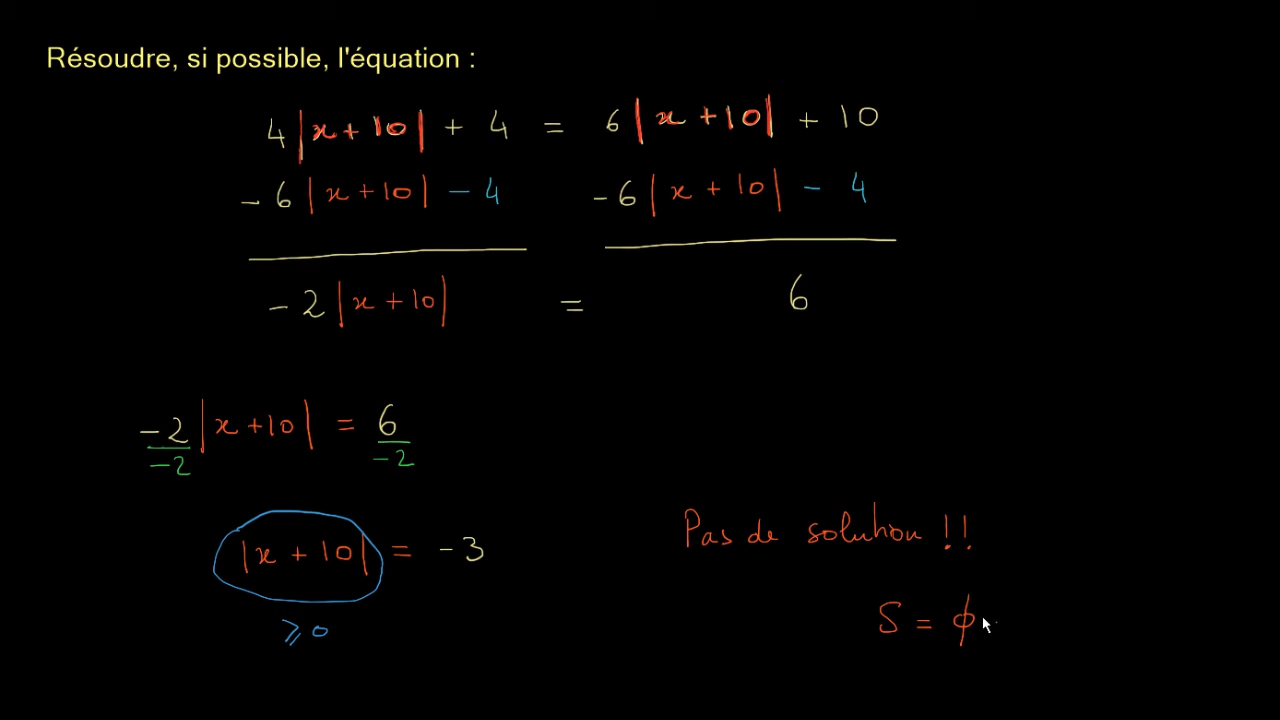 Résoudre, si possible, l'équation :
4|x+10| + 4 = 6|x+10| + 10
-6|x+10| - 4 -6|x+10| - 4
-2|x+10| = 6
-2|x+10| = 6
-2 -2
|x+10| = -3
⩾0
Pas de solution !!
S = ϕ